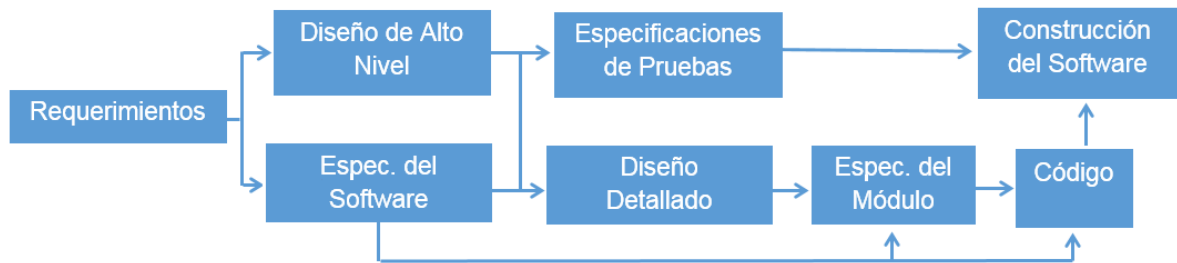 Diseño de Alto
Nivel
Especificaciones
de Pruebas
Construcción
del Software
Requerimientos
Espec. del
Software
Diseño
Detallado
Espec. del
Módulo
Código